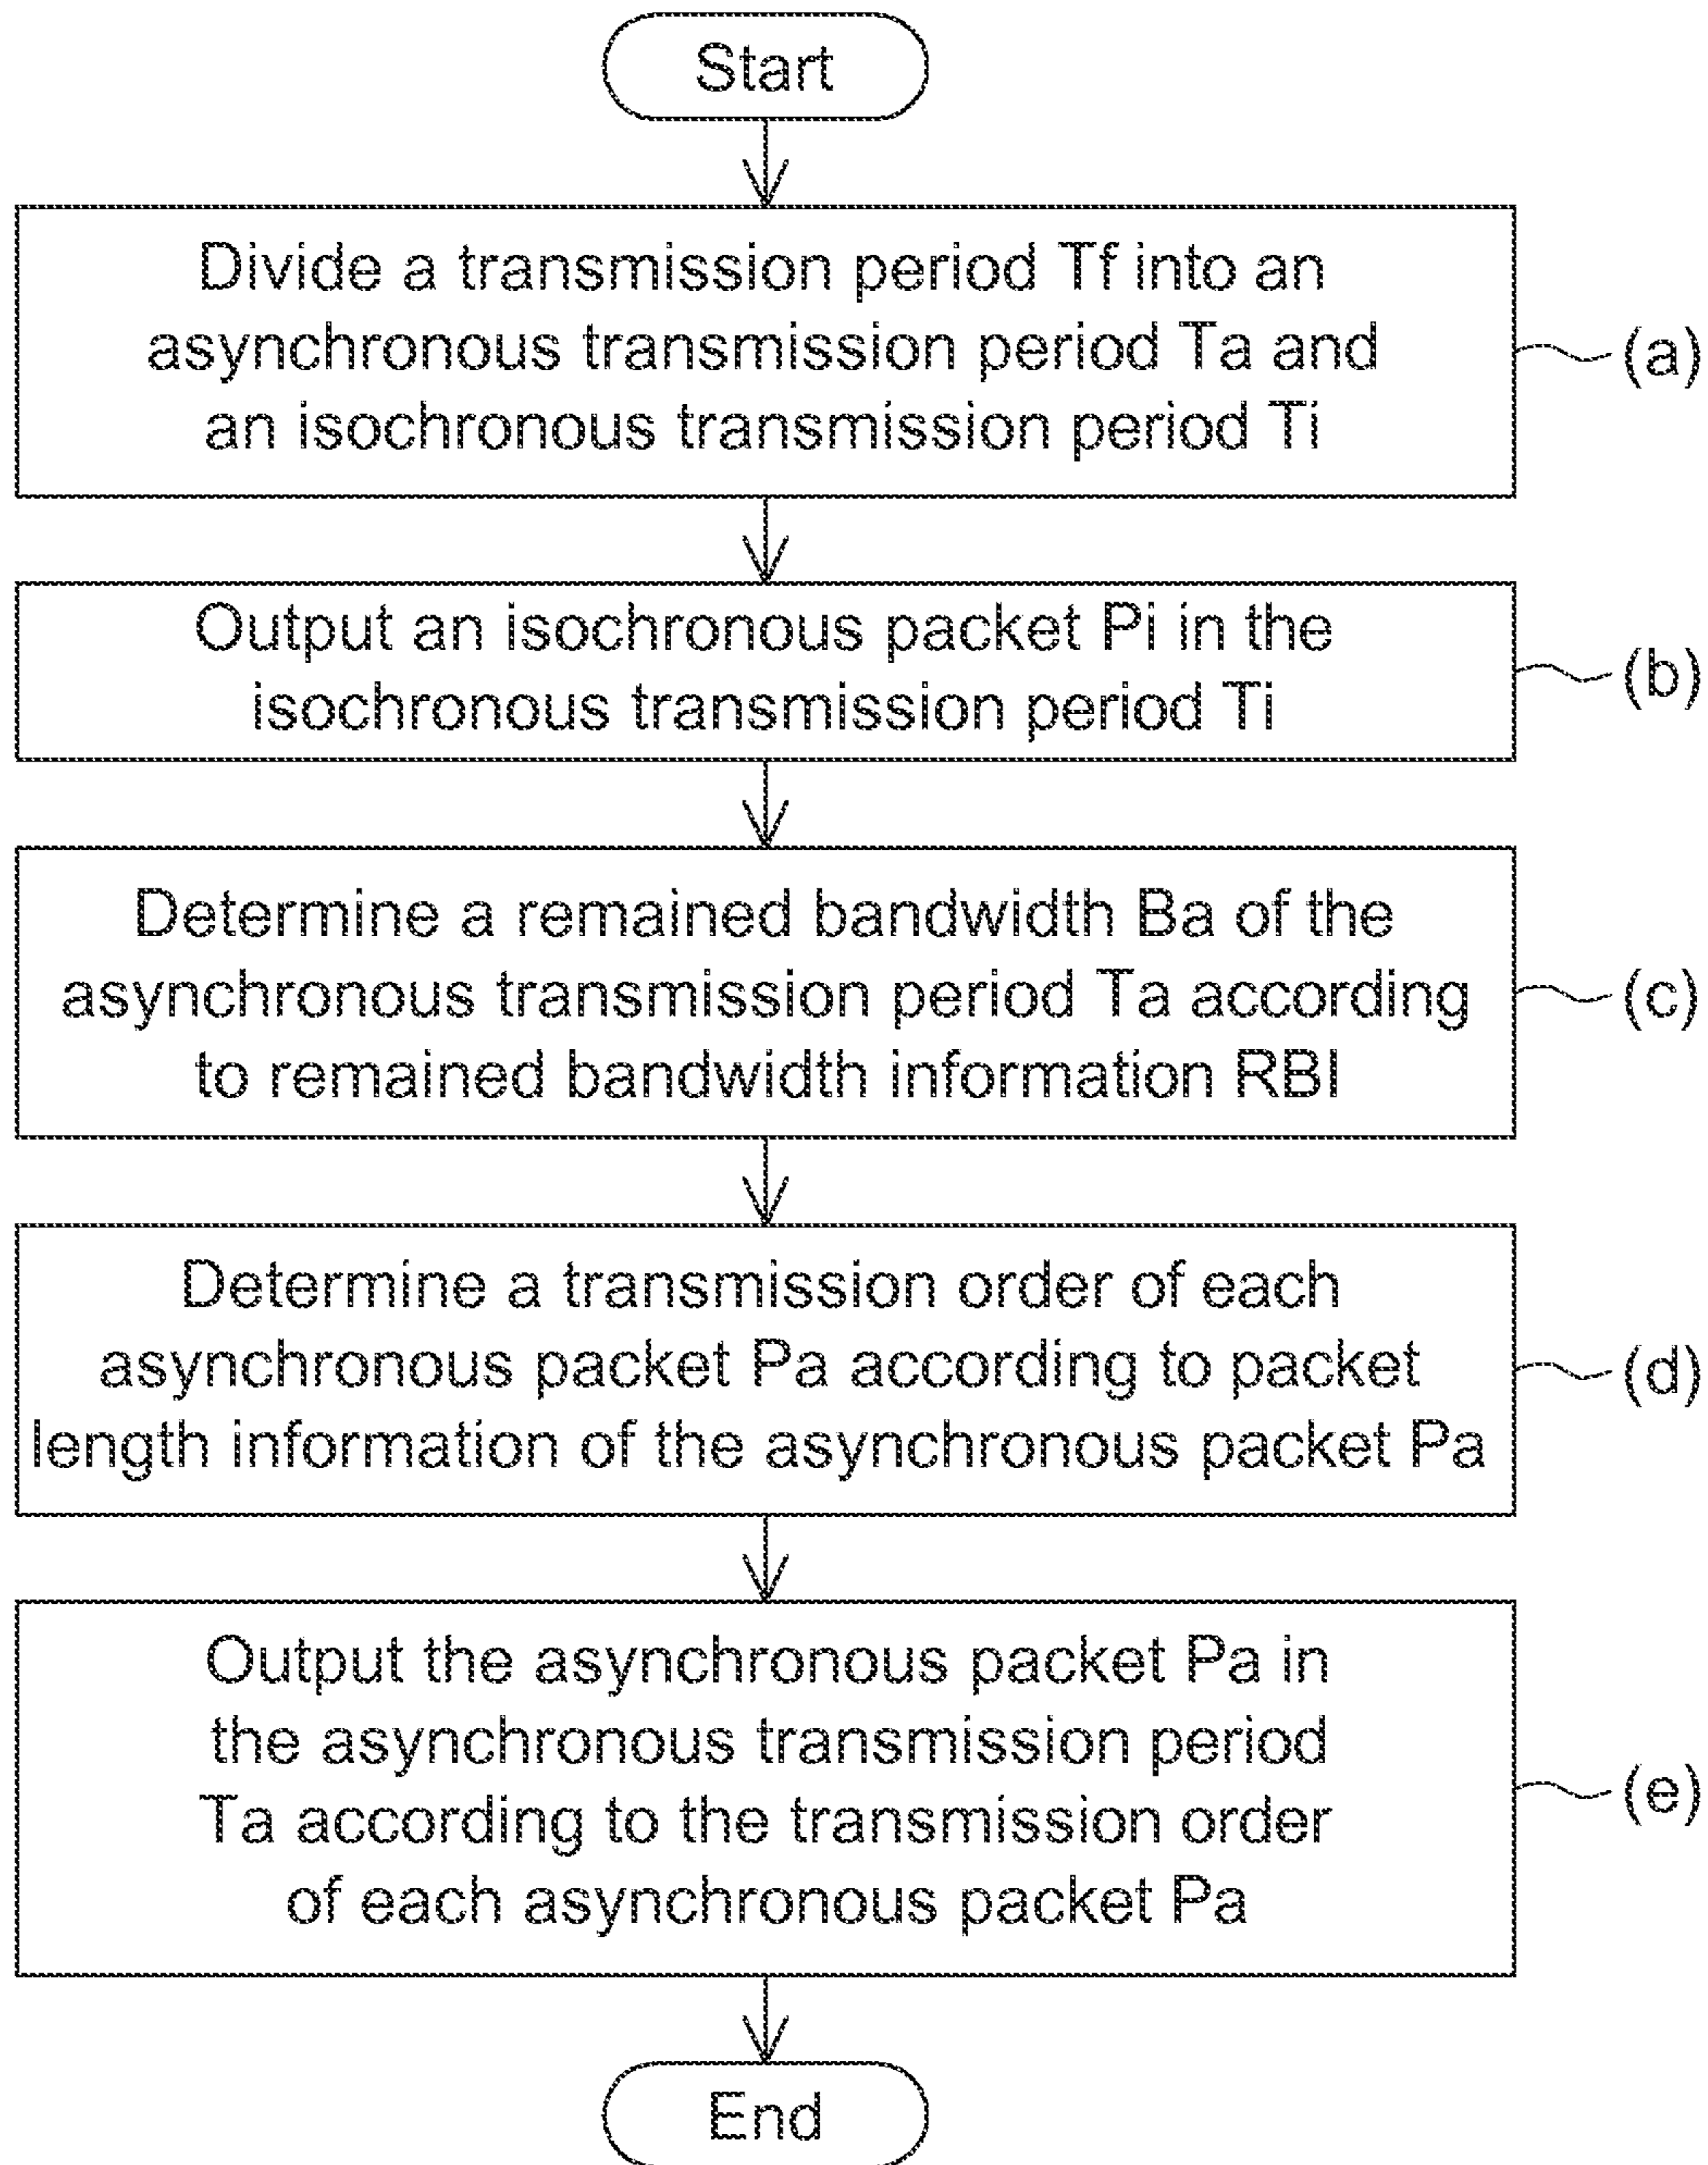 Start
Divide a transmission period Tf into an
asynchronous transmission period Ta and
an isochronous transmission period Ti
(a)
Output an isochronous packet Pi in the
isochronous transmission period Ti
(b)
Determine a remained bandwidth Ba of the
asynchronous transmission period Ta according
to remained bandwidth information RBI
(c)
Determine a transmission order of each
asynchronous packet Pa according to packet
length information of the asynchronous packet Pa
(d)
Output the asynchronous packet Pa in
the asynchronous transmission period
Ta according to the transmission order
of each asynchronous packet Pa
(e)
End